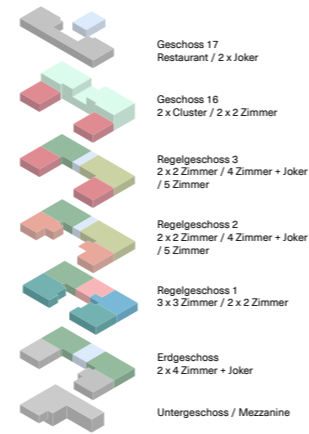 Geschoss 17
Restaurant / 2 x Joker
Geschoss 16
2 x Cluster / 2 x 2 Zimmer
Regelgeschoss 3
2 x 2 Zimmer / 4 Zimmer + Joker
/ 5 Zimmer
Regelgeschoss 2
2 x 2 Zimmer / 4 Zimmer + Joker
/ 5 Zimmer
Regelgeschoss 1
3 x 3 Zimmer / 2 x 2 Zimmer
Erdgeschoss
2 x 4 Zimmer + Joker
Untergeschoss / Mezzanine